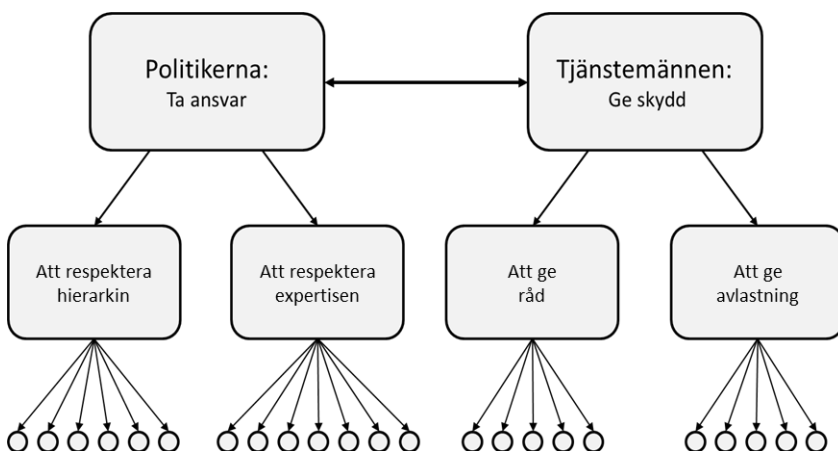 Politikerna:
Ta ansvar
Tjänstemännen:
Ge skydd
Att respektera
hierarkin
Att respektera
expertisen
Att ge
råd
Att ge
avlastning